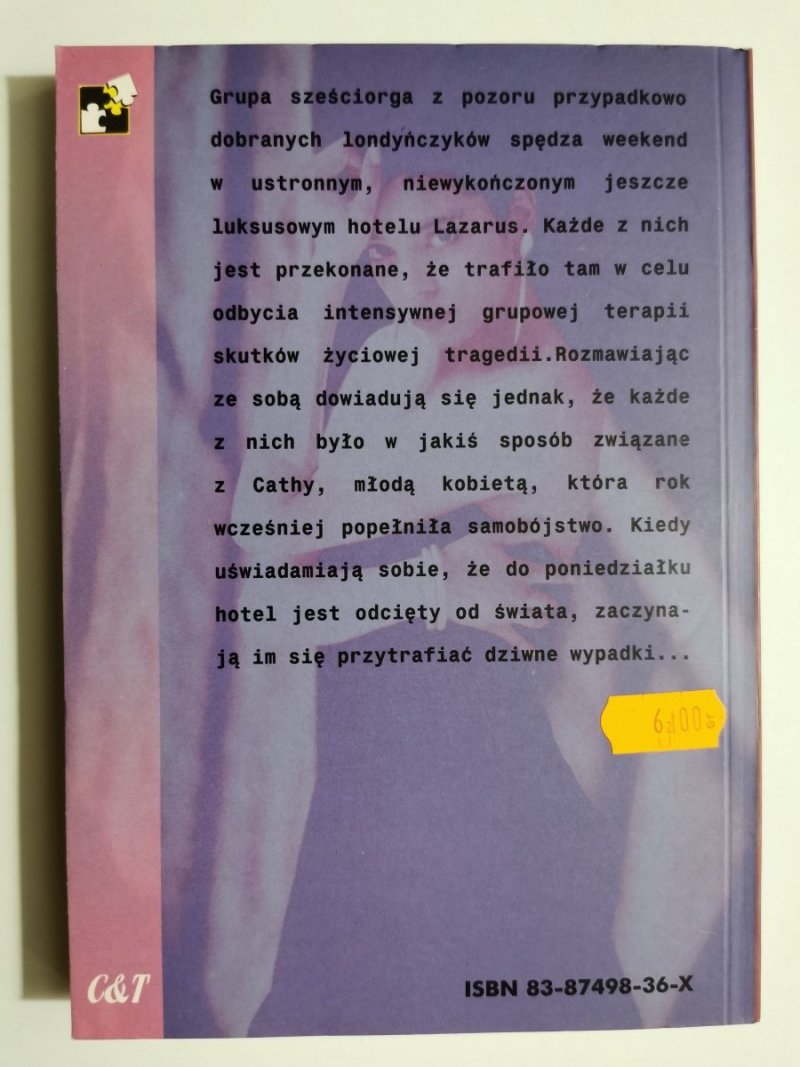 Grupa sześciorga z pozoru przypadkowo
dobranych londyńczyków spędza weekend
w ustronnym, niewykończonym jeszcze
luksusowym hotelu Lazarus. Każde z nich
jest przekonane, że trafiło tam w celu
odbycia intensywnej grupowej terapii
skutków życiowej tragedii.Rozmawiając
ze sobą dowiadują się jednak, że każde
z nich było w jakiś sposób związane
z Cathy, młodą kobietą, która rok
wcześniej popełniła samobójstwo. Kiedy
uświadamiają sobie, że do poniedziałku
hotel jest odcięty od świata, zaczyna-
ją im się przytrafiać dziwne wypadki...
6zł00gr
C&T
ISBN 83-87498-36-X